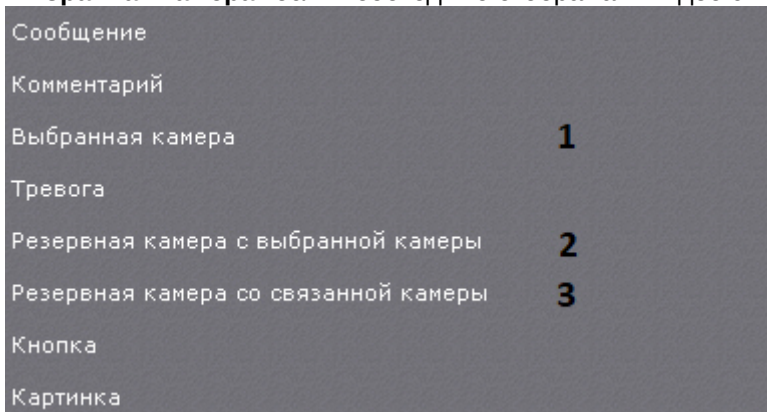 Сообщение
Комментарий
Выбранная камера 1
Тревога
Резервная камера с выбранной камеры 2
Резервная камера со связанной камеры 3
Кнопка
Картинка